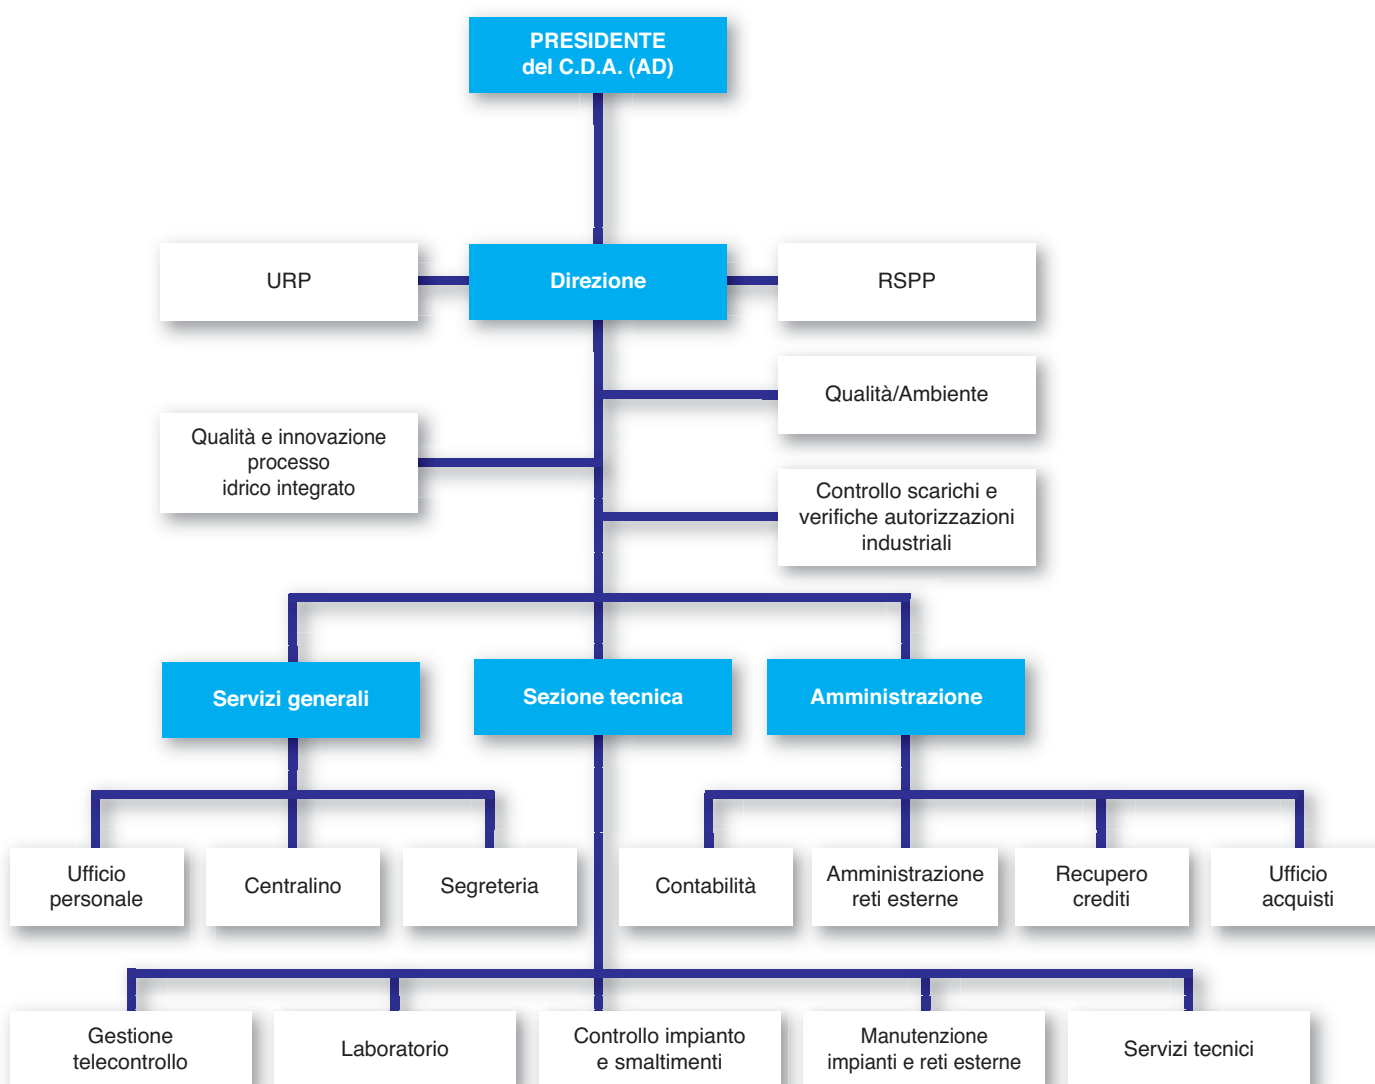 PRESIDENTE
del C.D.A. (AD)
URP
Direzione
RSPP
Qualità/Ambiente
Qualità e innovazione
processo
idrico integrato
Controllo scarichi e
verifiche autorizzazioni
industriali
Servizi generali
Sezione tecnica
Amministrazione
Ufficio
personale
Centralino
Segreteria
Contabilità
Amministrazione
reti esterne
Recupero
crediti
Ufficio
acquisti
Gestione
telecontrollo
Laboratorio
Controllo impianto
e smaltimenti
Manutenzione
impianti e reti esterne
Servizi tecnici